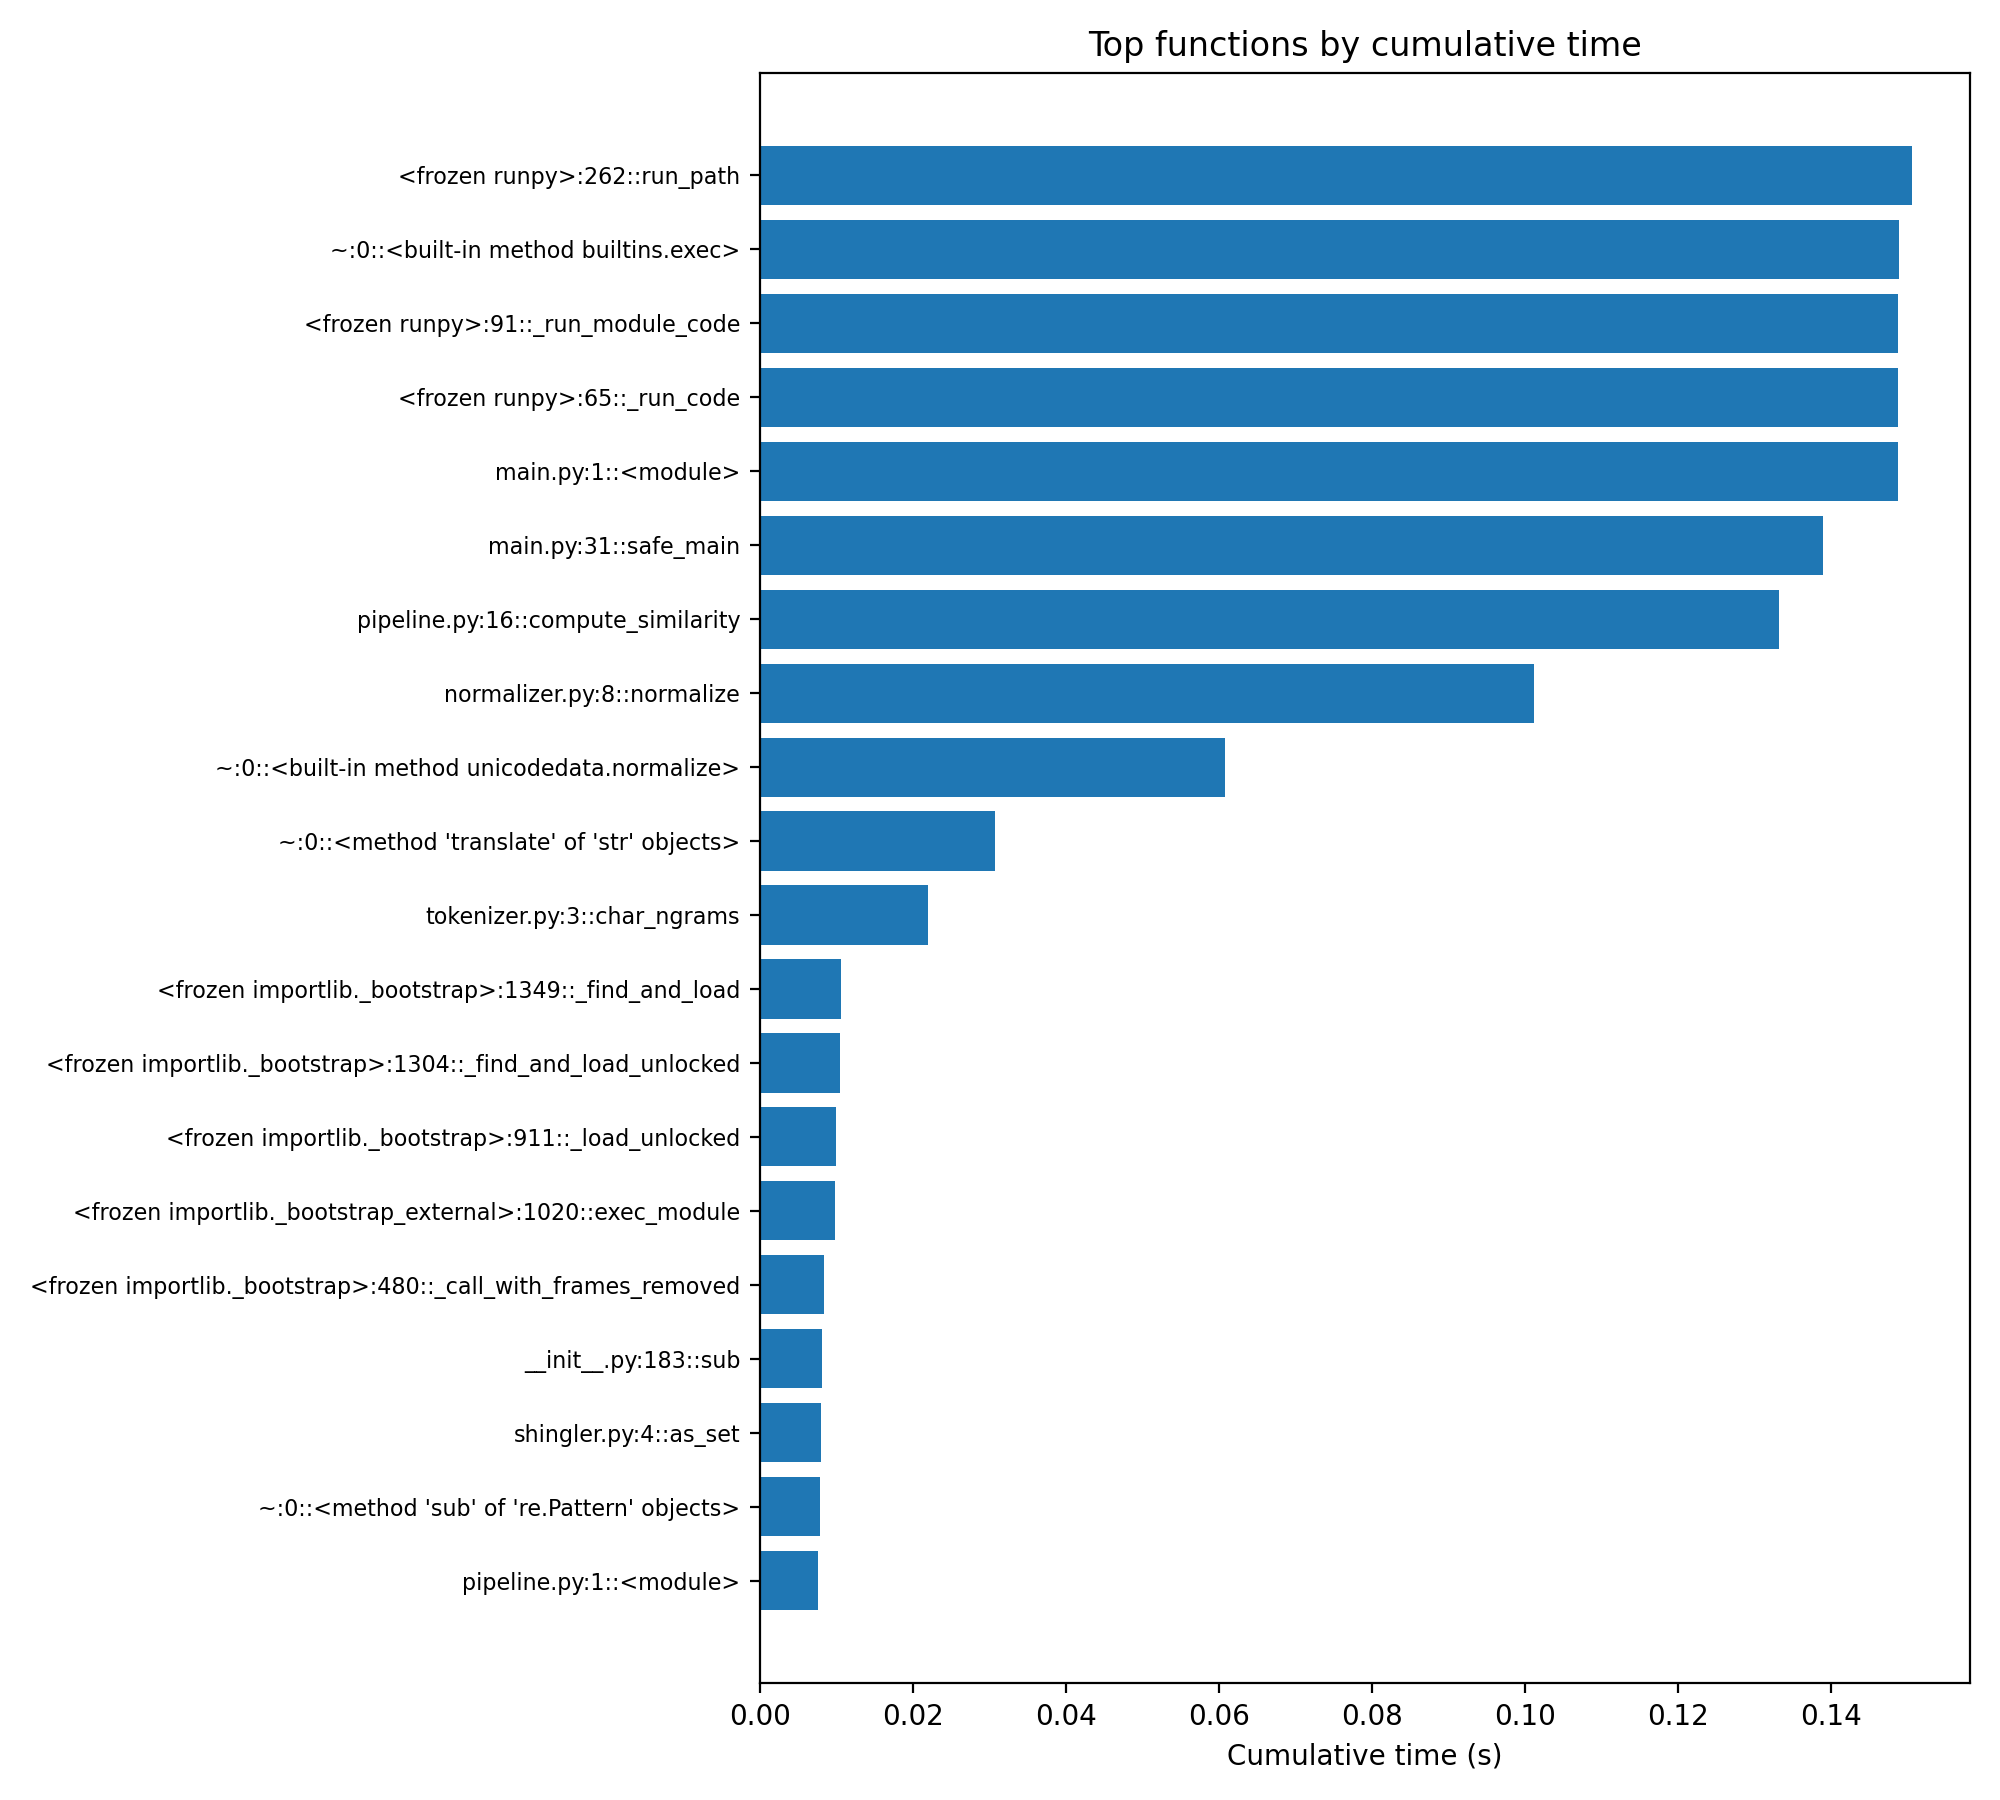 Top functions by cumulative time
<frozen runpy>:262::run_path
~:0::<built-in method builtins.exec>
<frozen runpy>:91::_run_module_code
<frozen runpy>:65::_run_code
main.py:1::<module>
main.py:31::safe_main
pipeline.py:16::compute_similarity
normalizer.py:8::normalize
~:0::<built-in method unicodedata.normalize>
~:0::<method 'translate' of 'str' objects>
tokenizer.py:3::char_ngrams
<frozen importlib._bootstrap>:1349::_find_and_load
<frozen importlib._bootstrap>:1304::_find_and_load_unlocked
<frozen importlib._bootstrap>:911::_load_unlocked
<frozen importlib._bootstrap_external>:1020::exec_module
<frozen importlib._bootstrap>:480::_call_with_frames_removed
__init__.py:183::sub
shingler.py:4::as_set
~:0::<method 'sub' of 're.Pattern' objects>
pipeline.py:1::<module>
0.00 0.02 0.04 0.06 0.08 0.10 0.12 0.14
Cumulative time (s)